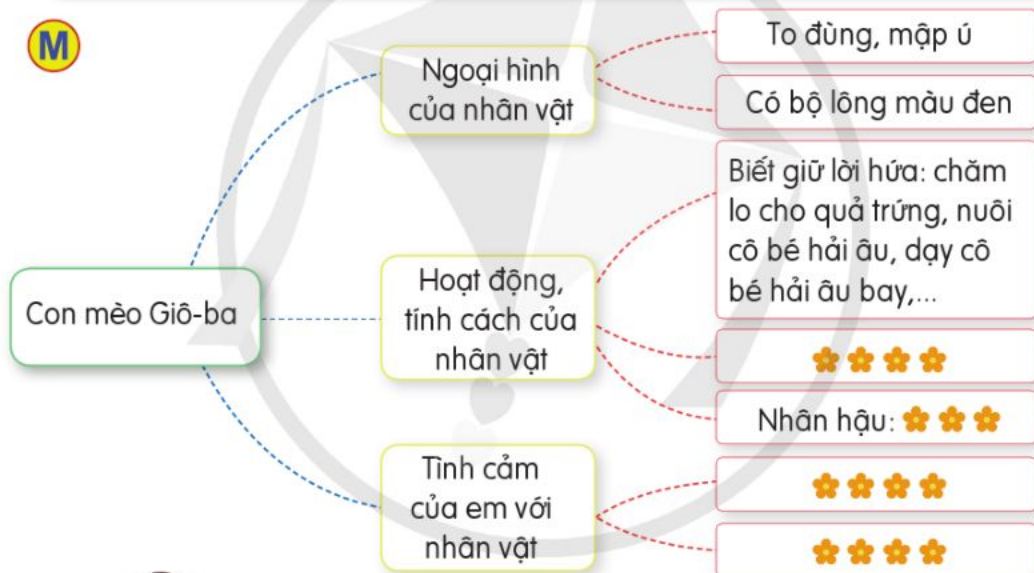 M
Con mèo Giô-ba
Ngoại hình
của nhân vật
To đùng, mập ú
Có bộ lông màu đen
Hoạt động,
tính cách của
nhân vật
Biết giữ lời hứa: chăm
lo cho quả trứng, nuôi
cô bé hải âu, dạy cô
bé hải âu bay,...
Nhân hậu:
Tình cảm
của em với
nhân vật